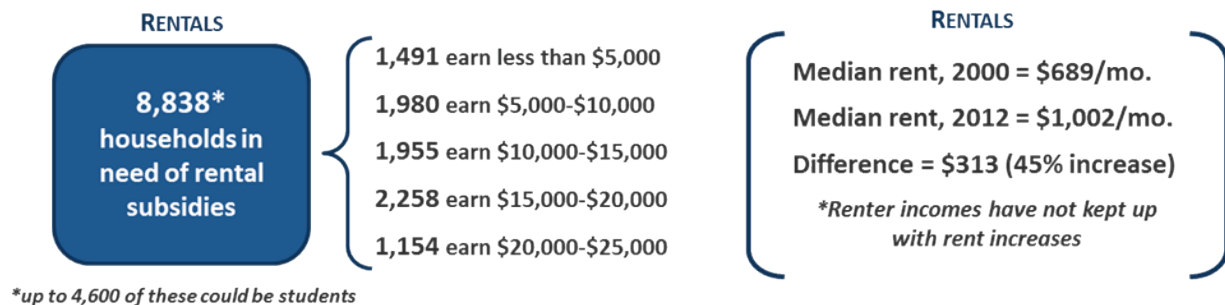 RENTALS
8,838*
households in
need of rental
subsidies
1,491 earn less than $5,000
1,980 earn $5,000-$10,000
1,955 earn $10,000-$15,000
2,258 earn $15,000-$20,000
1,154 earn $20,000-$25,000
*up to 4,600 of these could be students
RENTALS
Median rent, 2000 = $689/mo.
Median rent, 2012 = $1,002/mo.
Difference = $313 (45% increase)
*Renter incomes have not kept up
with rent increases